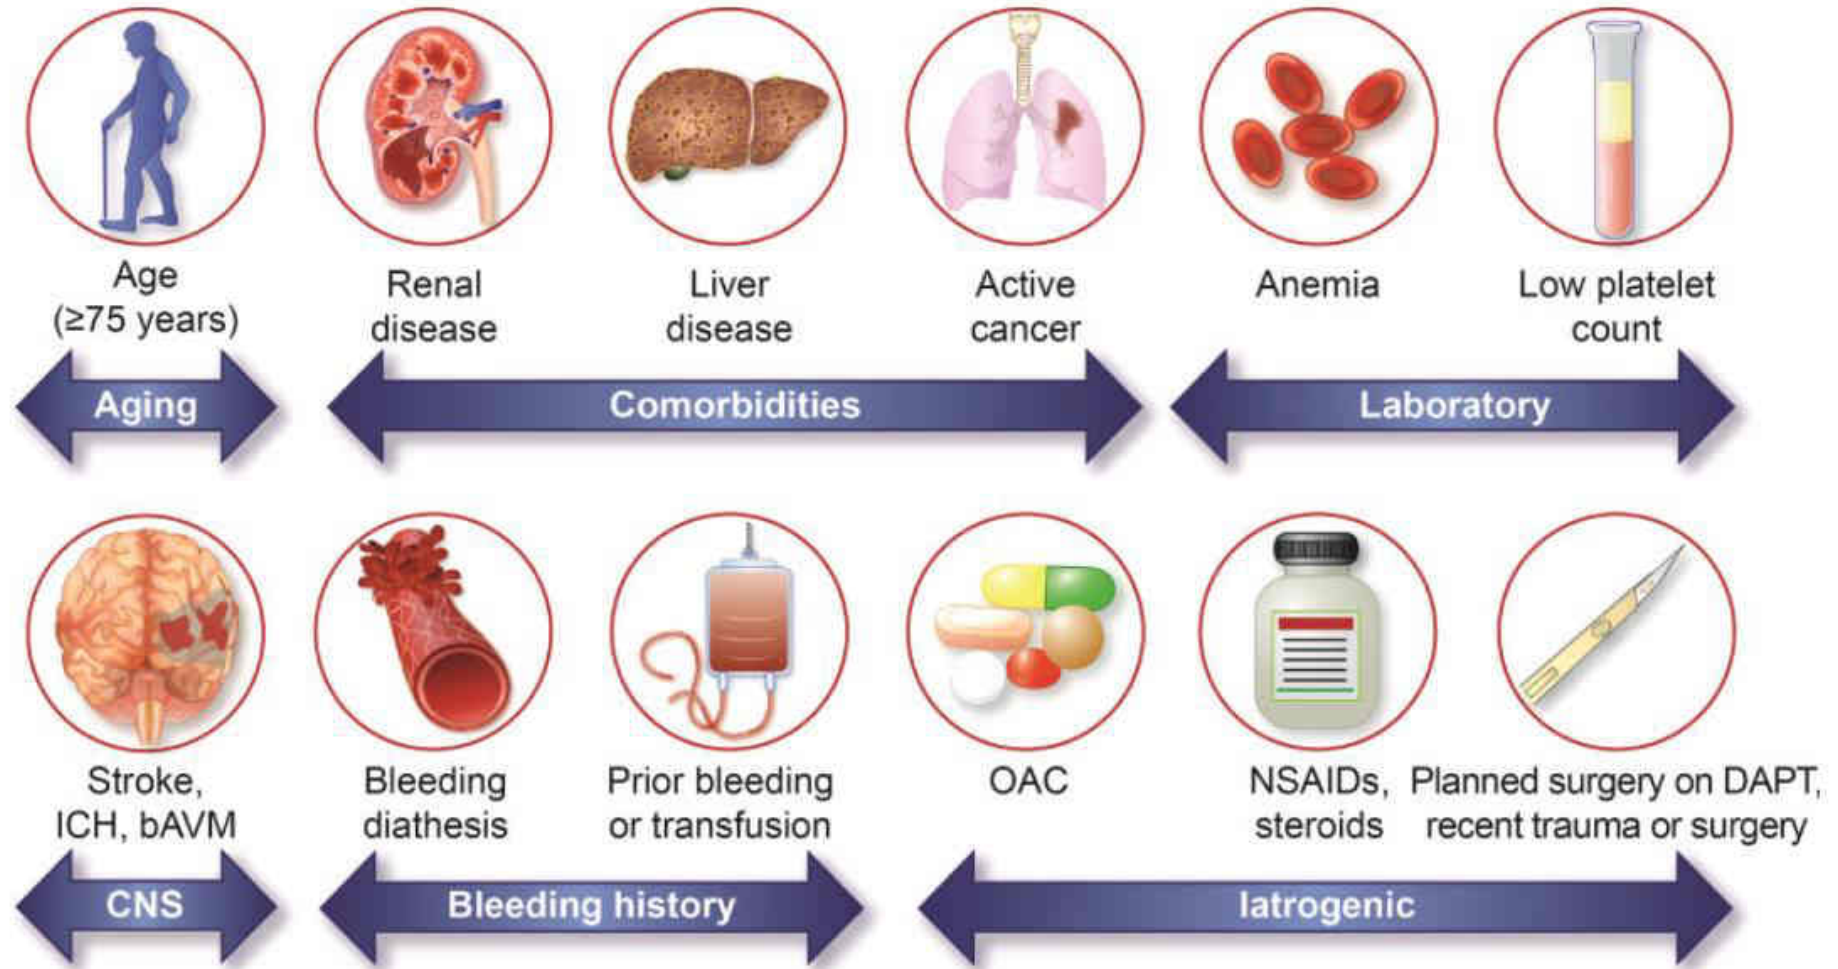 Age
(≥75 years)
Renal
disease
Liver
disease
Active
cancer
Anemia
Low platelet
count
Aging
Comorbidities
Laboratory
Stroke,
ICH, bAVM
Bleeding
diathesis
Prior bleeding
or transfusion
OAC
NSAIDs,
steroids
Planned surgery on DAPT,
recent trauma or surgery
CNS
Bleeding history
Iatrogenic